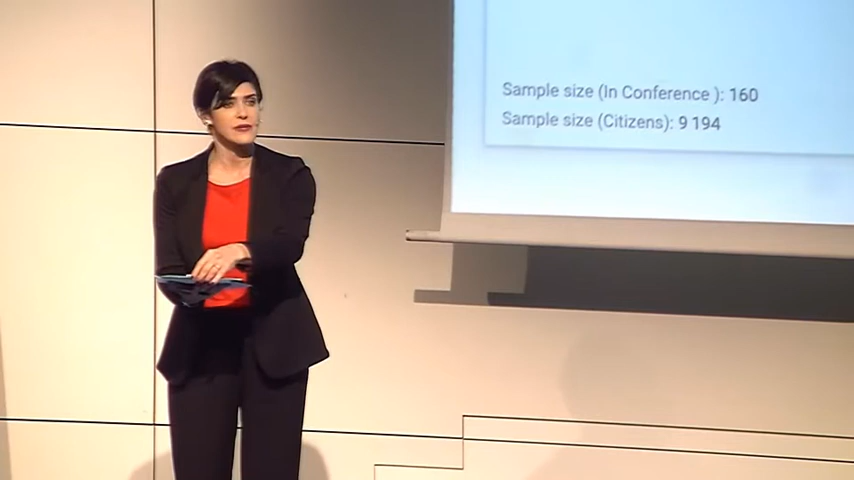 Sample size (In Conference ): 160
Sample size (Citizens): 9 194